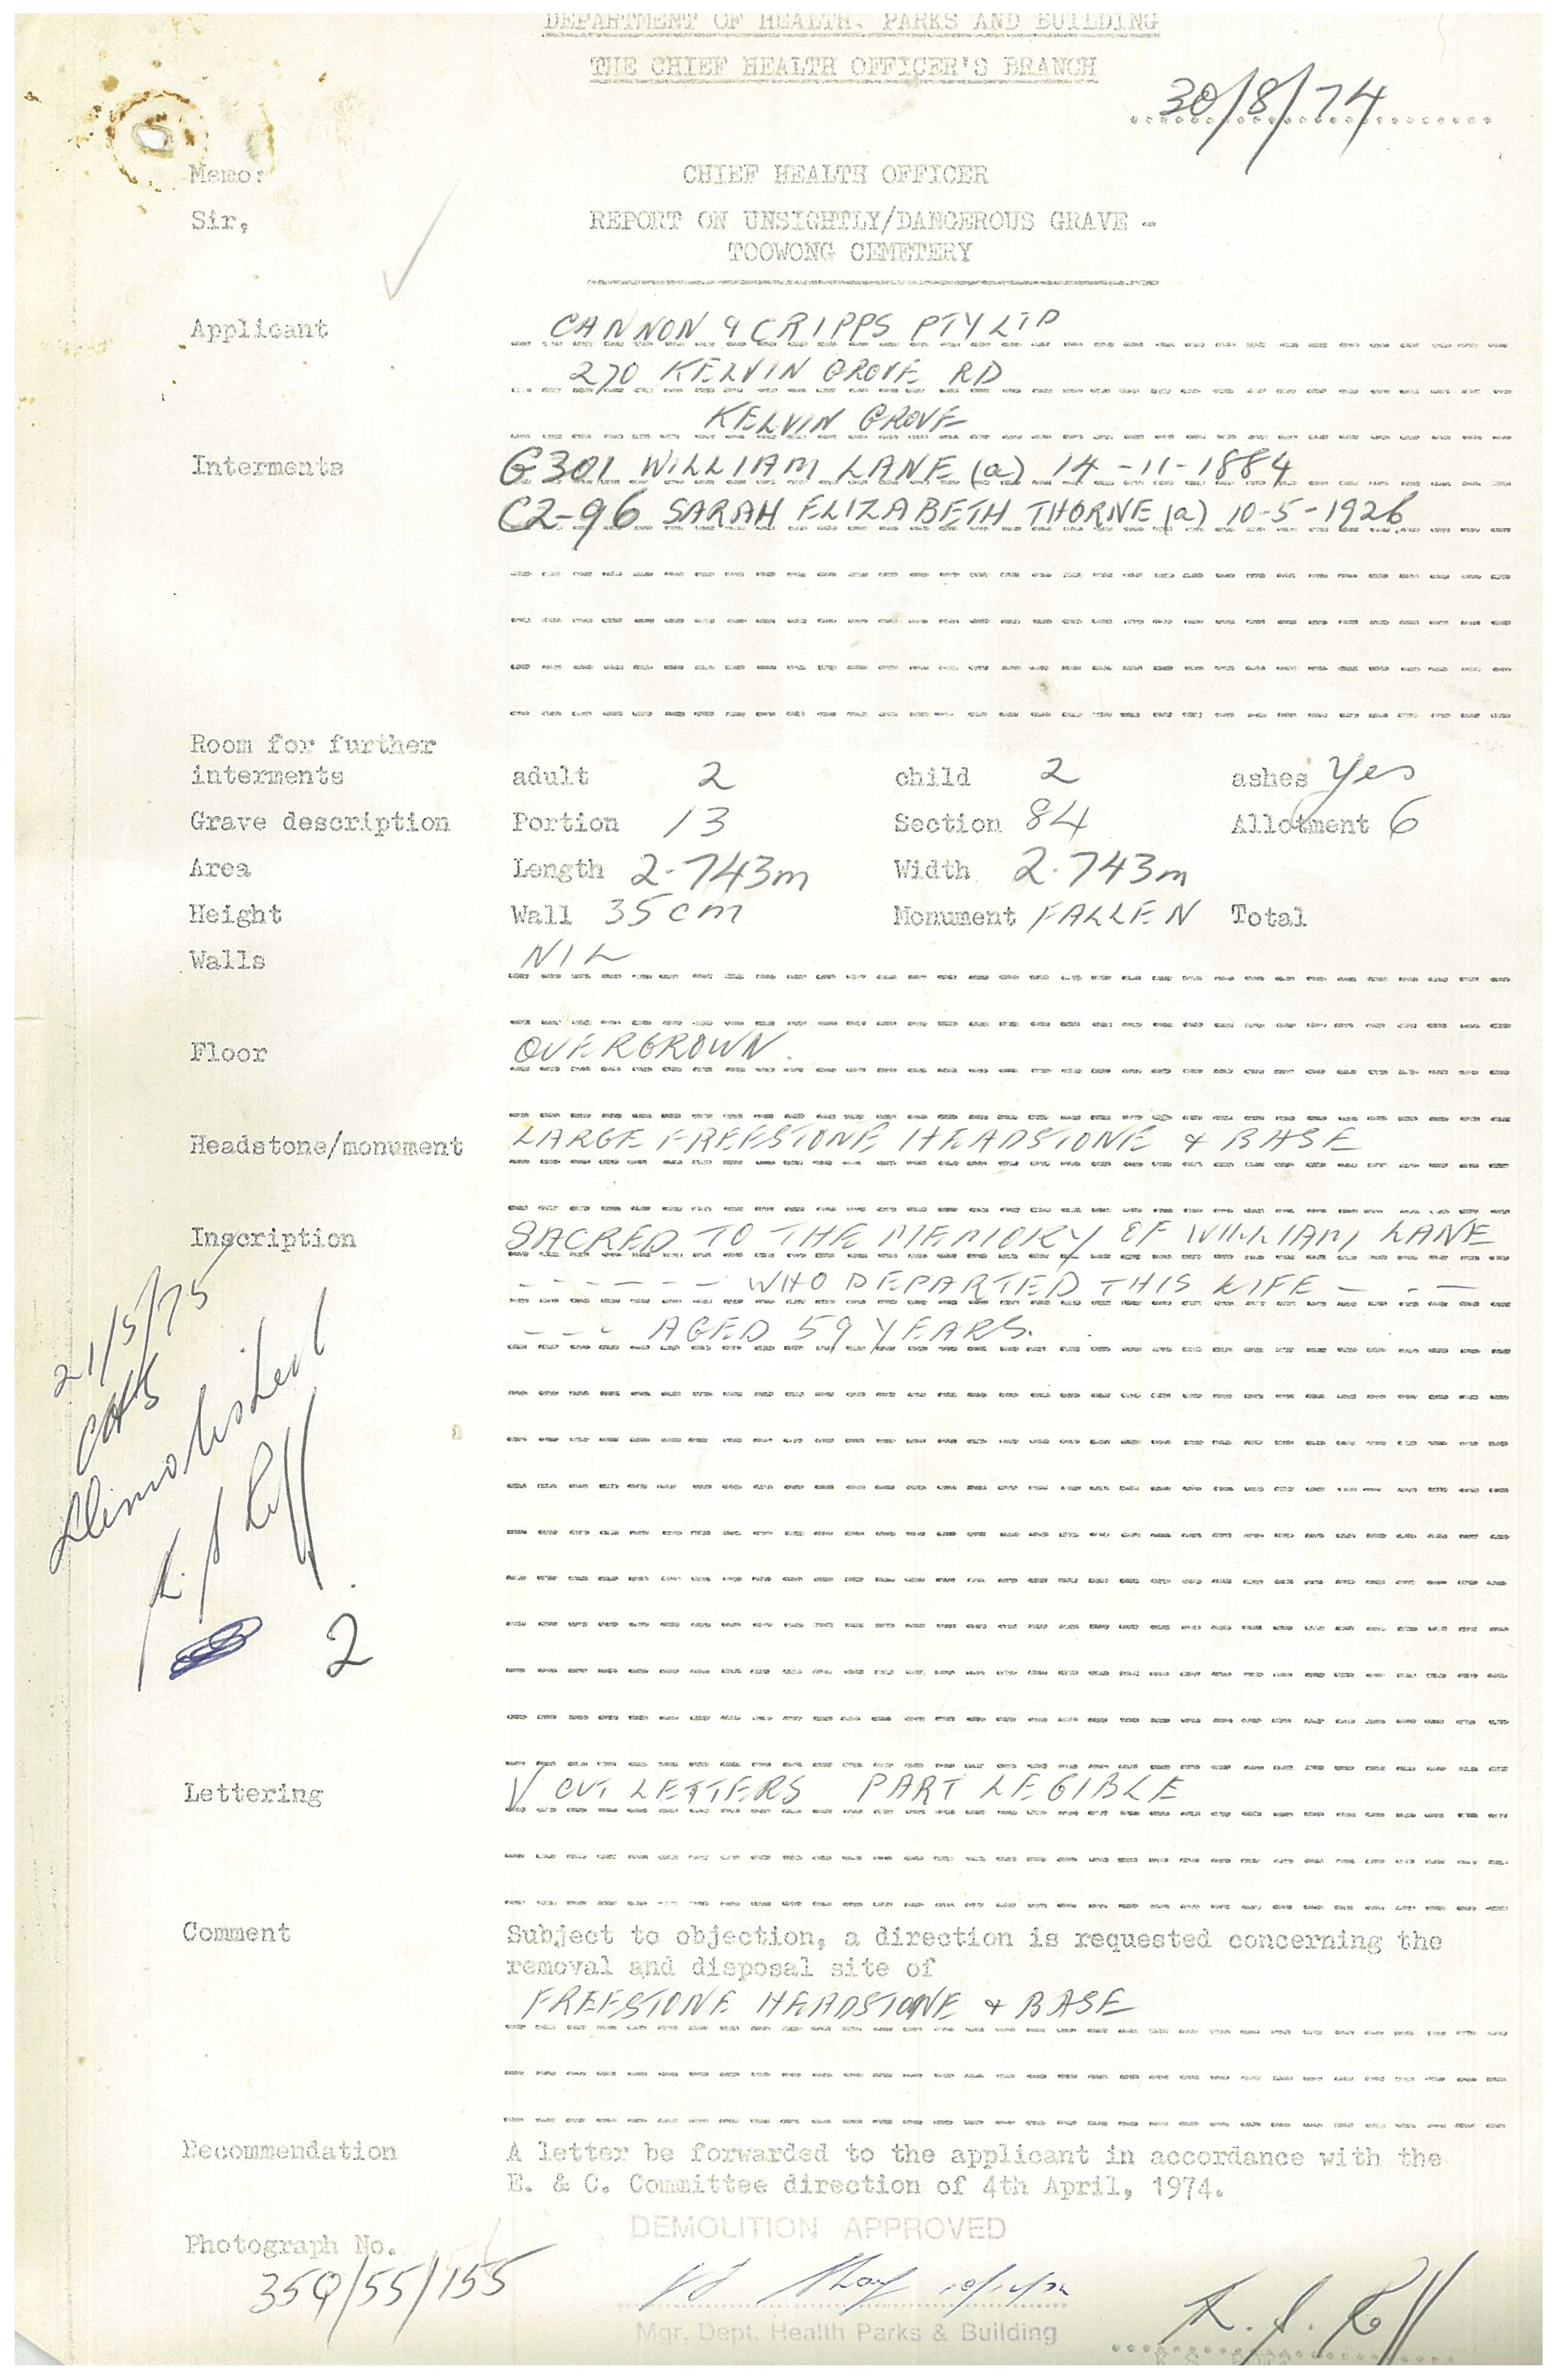 DEPARTMENT OF HEALTH, PARKS AND BUILDING
THE CHIEF HEALTH OFFICER'S BRANCH
30/8/74
Memo: CHIEF HEALTH OFFICER
Sir, REPORT ON UNSIGHTLY/DANGEROUS GRAVE -
TOOWONG CEMETERY
Applicant CANNON & CRIPPS PTY LTD
270 KELVIN GROVE RD
KELVIN GROVE
Interments G301 WILLIAM LANE (a) 14-11-1884
C2-96 SARAH ELIZABETH THORNE (a) 10-5-1926
Room for further
interments adult 2 child 2 ashes Yes
Grave description Portion 13 Section 84 Allotment 6
Area Length 2.743m Width 2.743m
Height Wall 35cm Monument FALLEN Total
Walls NIL
Floor OVERGROWN.
Headstone/monument LARGE FREESTONE HEADSTONE & BASE
Inscription SACRED TO THE MEMORY OF WILLIAM LANE
- - - - - - - WHO DEPARTED THIS LIFE - - -
- - - AGED 59 YEARS.
21/5/75
CHS
Demolished
2
Lettering V CUT LETTERS PART LEGIBLE
Comment Subject to objection, a direction is requested concerning the
removal and disposal site of
FREESTONE HEADSTONE & BASE
Recommendation A letter be forwarded to the applicant in accordance with the
E. & C. Committee direction of 4th April, 1974.
DEMOLITION APPROVED
Photograph No.
35Q/55/155
Mgr. Dept. Health Parks & Building